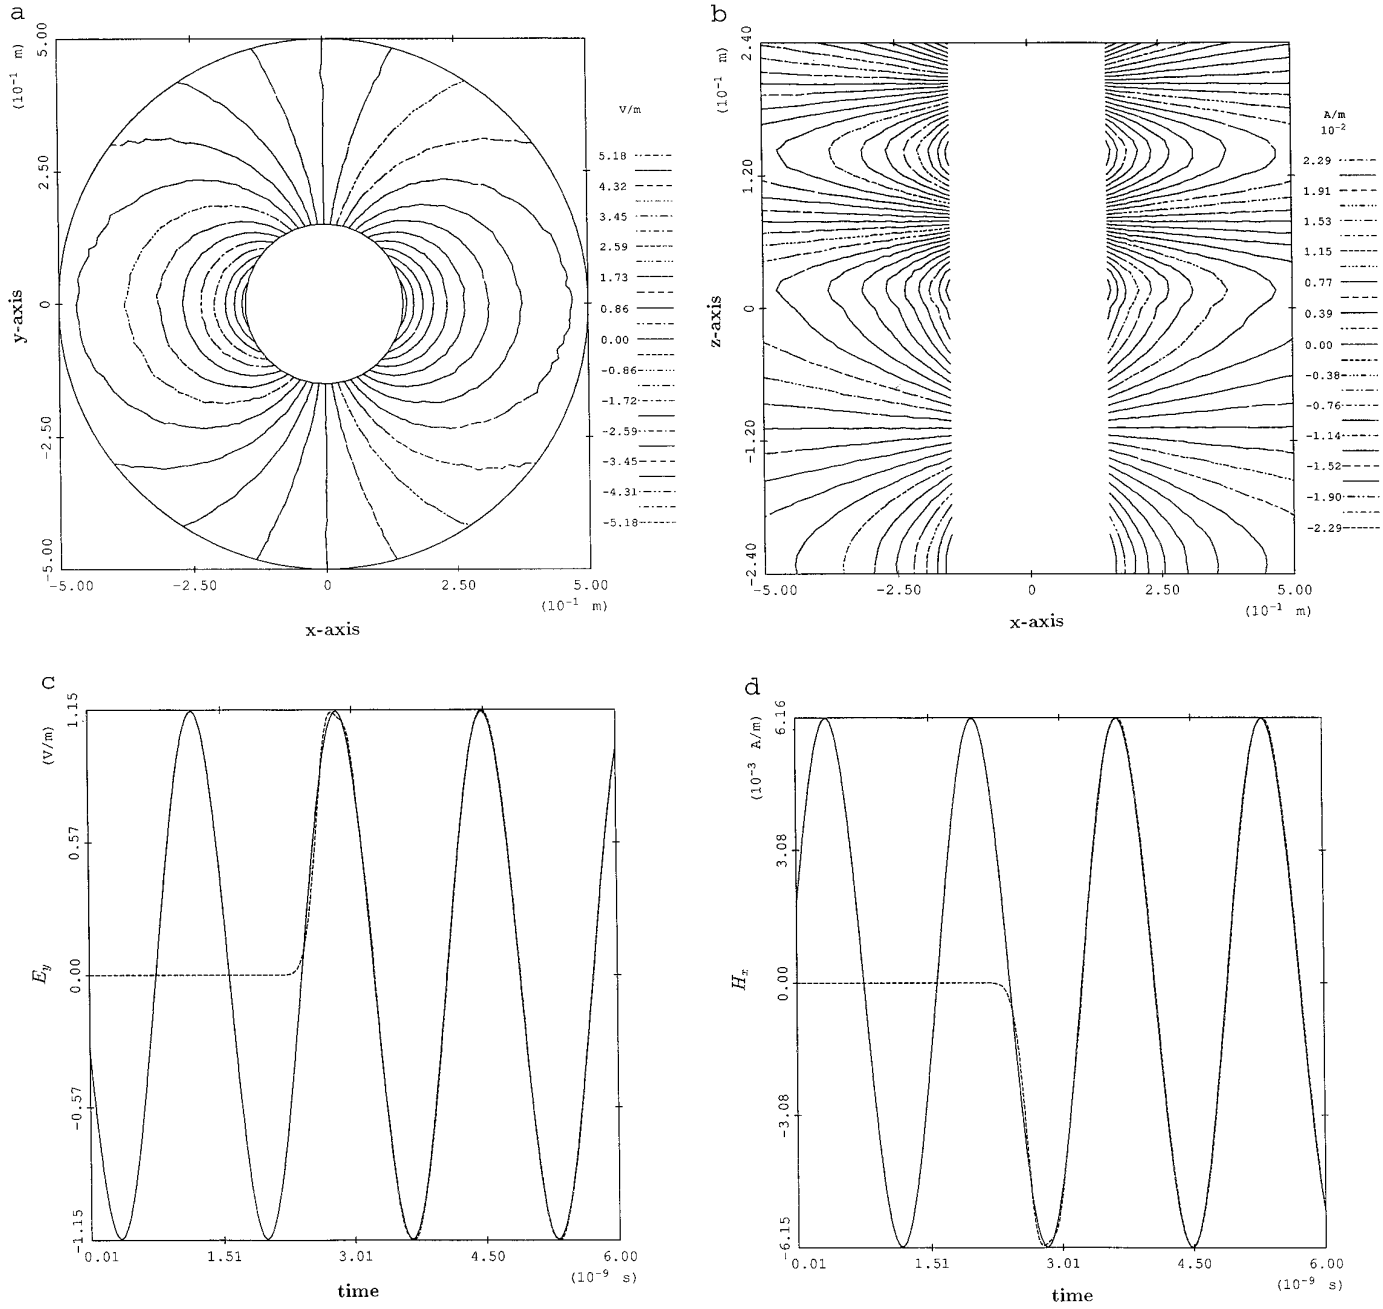 a
5.00
(10⁻¹ m)
2.50
0
y-axis
-2.50
-5.00
-5.00 -2.50 0 2.50 5.00
(10⁻¹ m)
x-axis
V/m
5.18
4.32
3.45
2.59
1.73
0.86
0.00
-0.86
-1.72
-2.59
-3.45
-4.31
-5.18
b
2.40
(10⁻¹ m)
1.20
0
z-axis
-1.20
-2.40
-5.00 -2.50 0 2.50 5.00
(10⁻¹ m)
x-axis
A/m
10⁻²
2.29
1.91
1.53
1.15
0.77
0.39
0.00
-0.38
-0.76
-1.14
-1.52
-1.90
-2.29
c
1.15
(V/m)
0.57
0.00
E_y
-0.57
-1.15
0.01 1.51 3.01 4.50 6.00
(10⁻⁹ s)
time
d
6.16
(10⁻³ A/m)
3.08
0.00
H_x
-3.08
-6.15
0.01 1.51 3.01 4.50 6.00
(10⁻⁹ s)
time